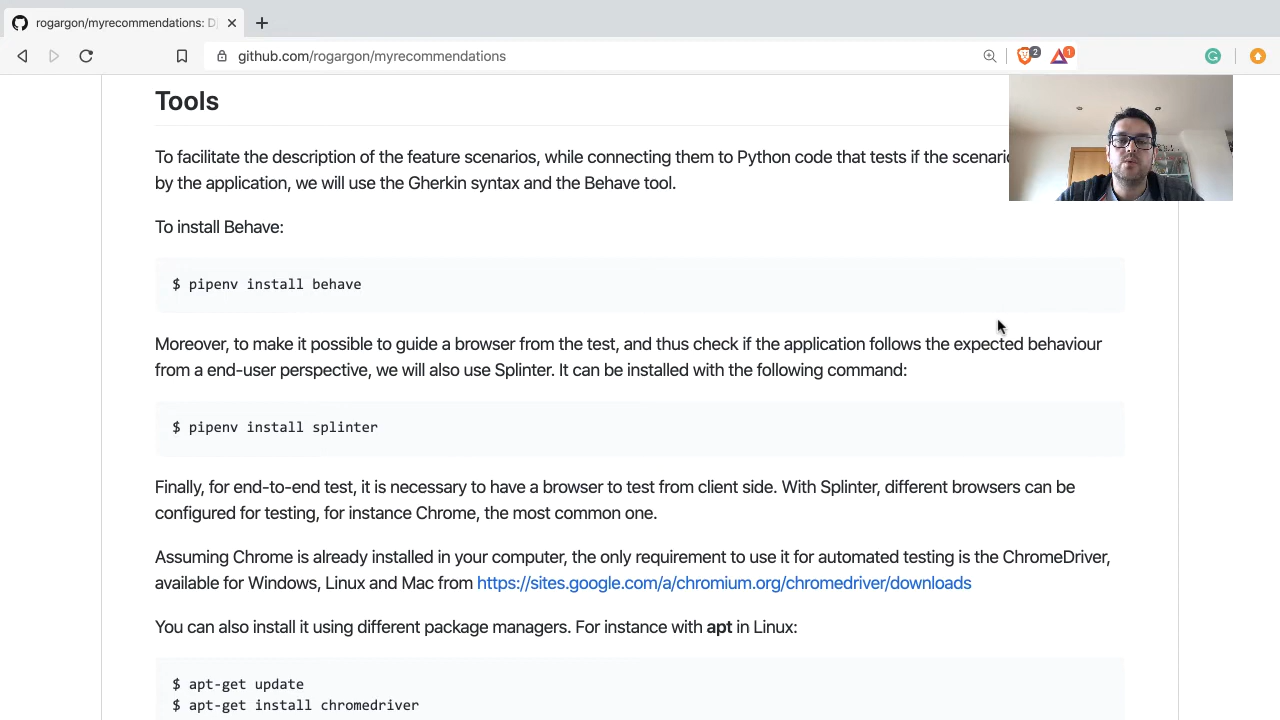 rogargon/myrecommendations: D
github.com/rogargon/myrecommendations
2
1
Tools
To facilitate the description of the feature scenarios, while connecting them to Python code that tests if the
by the application, we will use the Gherkin syntax and the Behave tool.
To install Behave:
$ pipenv install behave
Moreover, to make it possible to guide a browser from the test, and thus check if the application follows the expected behaviour
from a end-user perspective, we will also use Splinter. It can be installed with the following command:
$ pipenv install splinter
Finally, for end-to-end test, it is necessary to have a browser to test from client side. With Splinter, different browsers can be
configured for testing, for instance Chrome, the most common one.
Assuming Chrome is already installed in your computer, the only requirement to use it for automated testing is the ChromeDriver,
available for Windows, Linux and Mac from https://sites.google.com/a/chromium.org/chromedriver/downloads
You can also install it using different package managers. For instance with apt in Linux:
$ apt-get update
$ apt-get install chromedriver